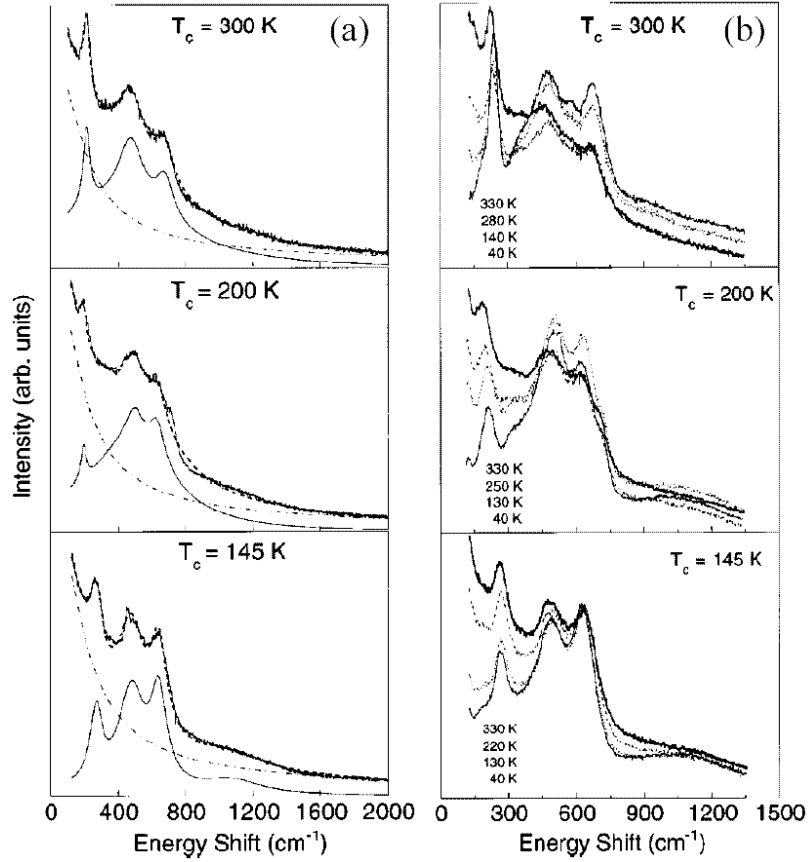 (a)
T_c = 300 K
T_c = 200 K
T_c = 145 K
Intensity (arb. units)
0 400 800 1200 1600 2000
Energy Shift (cm⁻¹)
(b)
T_c = 300 K
330 K
280 K
140 K
40 K
T_c = 200 K
330 K
250 K
130 K
40 K
T_c = 145 K
330 K
220 K
130 K
40 K
300 600 900 1200 1500
Energy Shift (cm⁻¹)